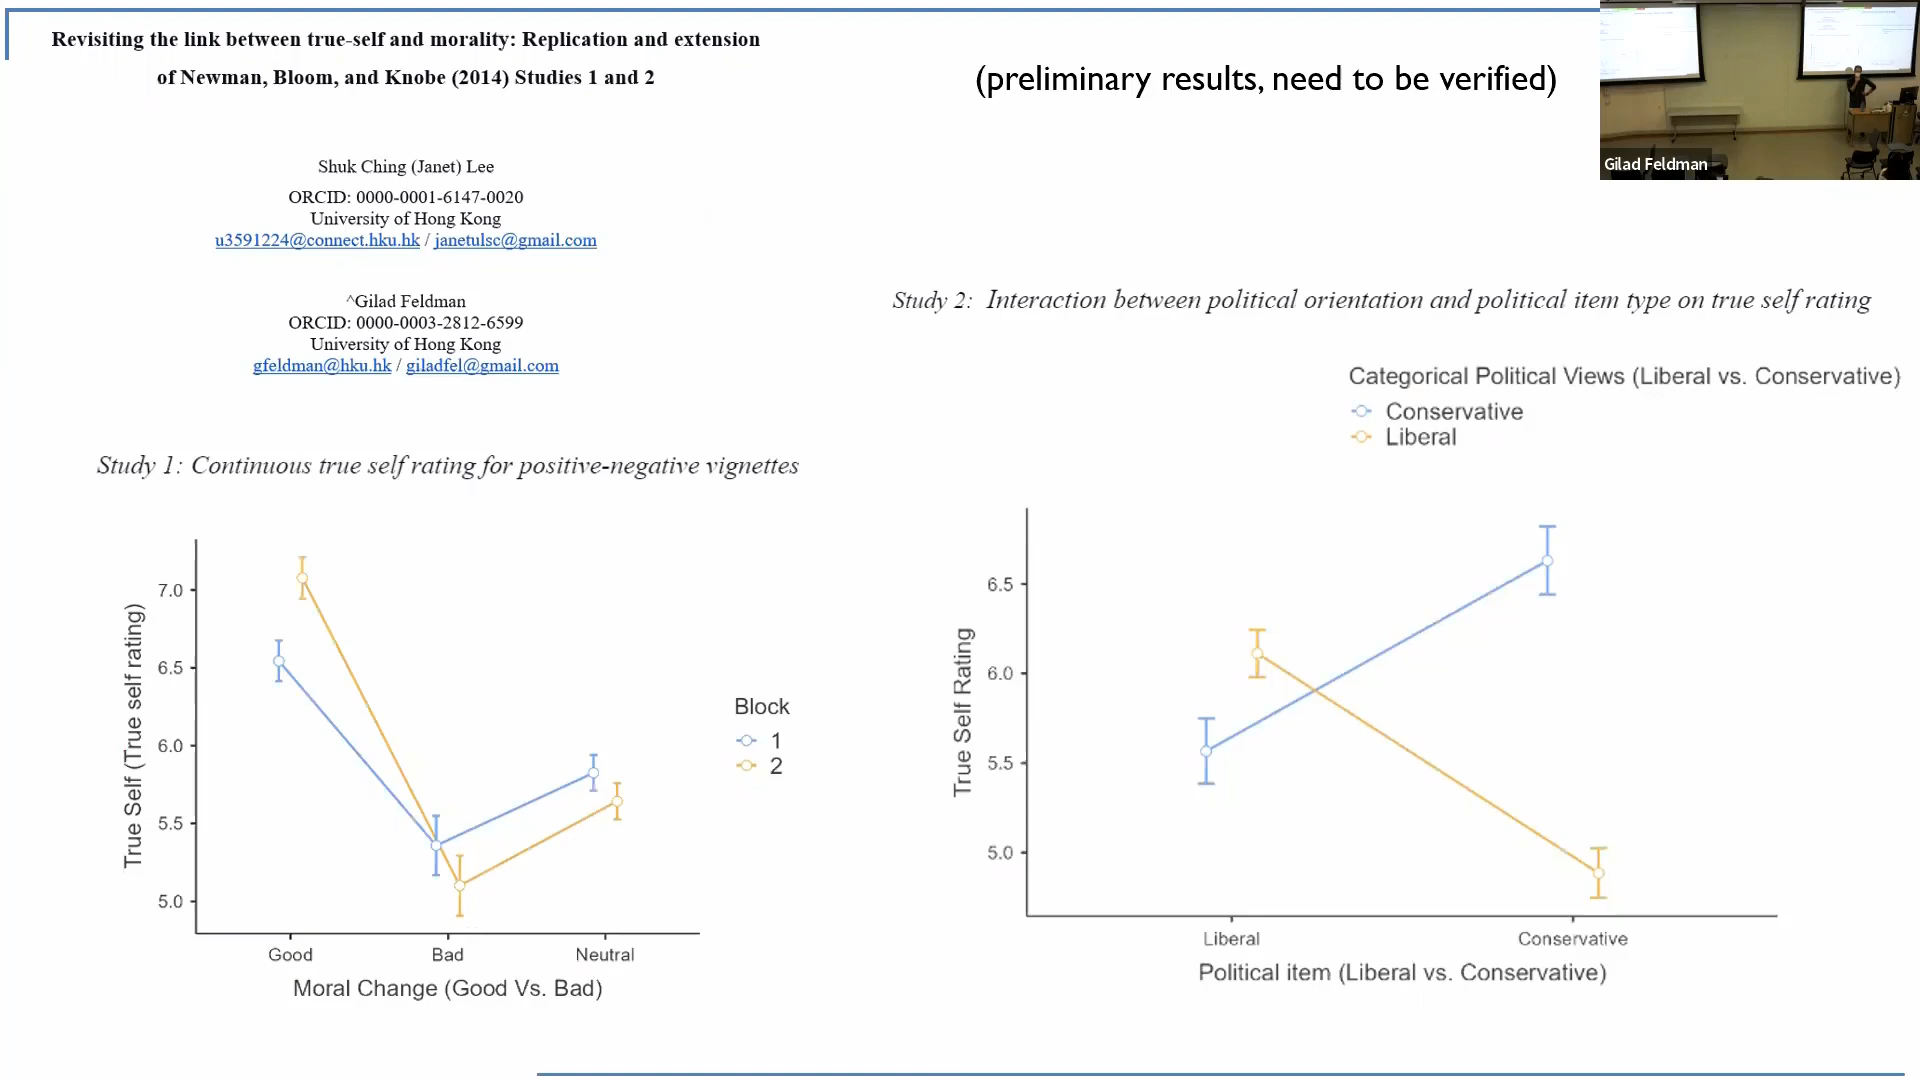 Revisiting the link between true-self and morality: Replication and extension
of Newman, Bloom, and Knobe (2014) Studies 1 and 2
(preliminary results, need to be verified)
Gilad Feldman
Shuk Ching (Janet) Lee
ORCID: 0000-0001-6147-0020
University of Hong Kong
u3591224@connect.hku.hk / janetulsc@gmail.com
^Gilad Feldman
ORCID: 0000-0003-2812-6599
University of Hong Kong
gfeldman@hku.hk / giladfel@gmail.com
Study 1: Continuous true self rating for positive-negative vignettes
True Self (True self rating)
7.0
6.5
6.0
5.5
5.0
Good Bad Neutral
Moral Change (Good Vs. Bad)
Block
1
2
Study 2: Interaction between political orientation and political item type on true self rating
Categorical Political Views (Liberal vs. Conservative)
Conservative
Liberal
True Self Rating
6.5
6.0
5.5
5.0
Liberal Conservative
Political item (Liberal vs. Conservative)